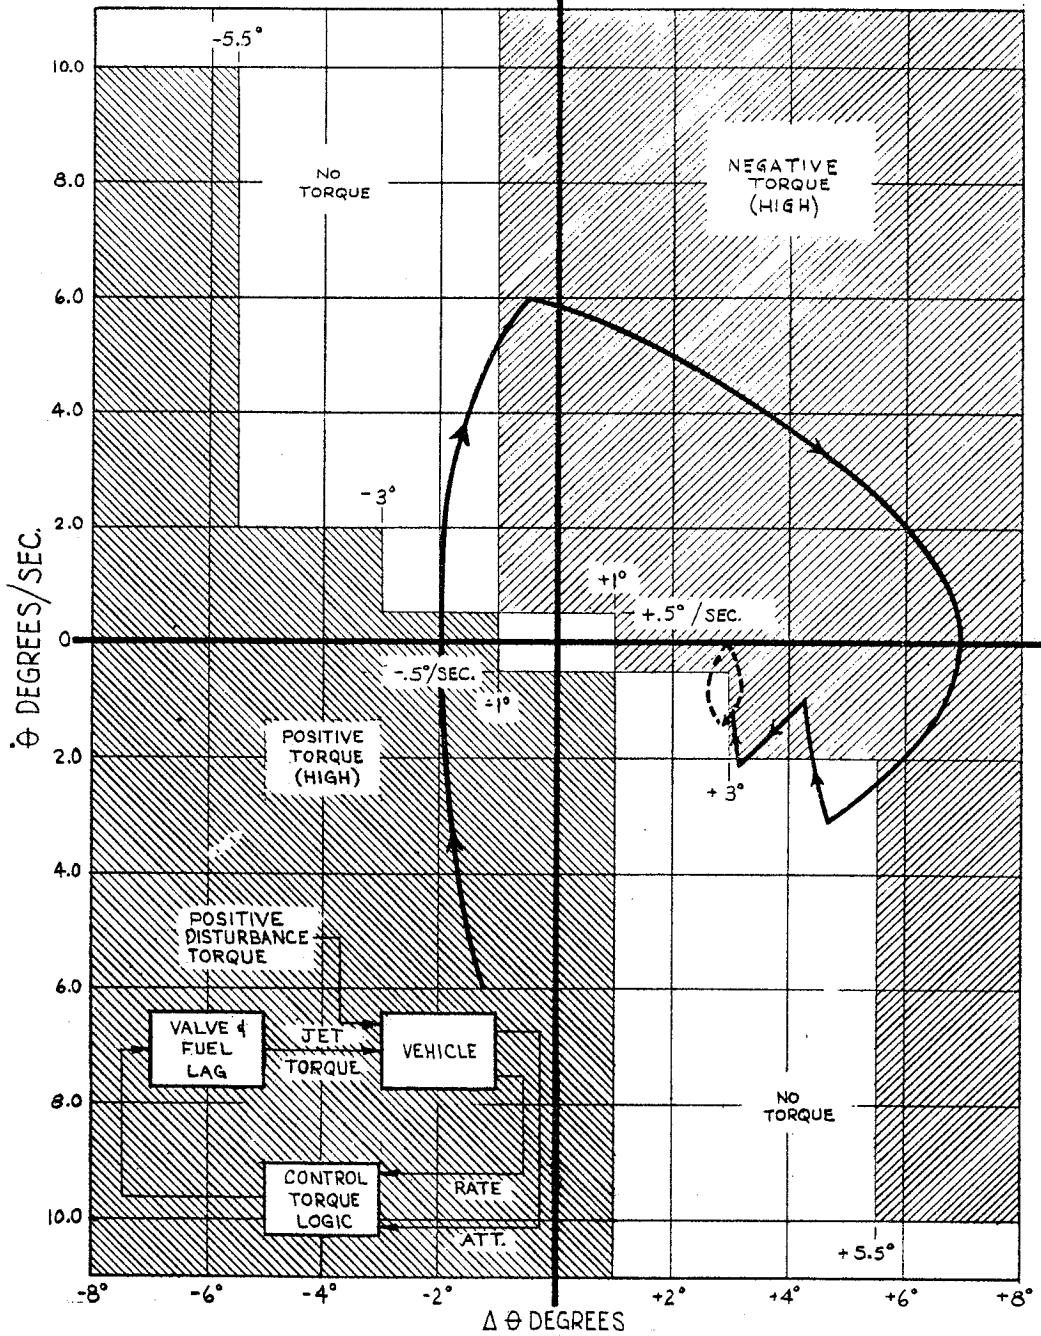 -5.5°
10.0
NO
TORQUE
NEGATIVE
TORQUE
(HIGH)
8.0
6.0
4.0
-3°
2.0
+1°
+.5°/SEC.
0
-.5°/SEC.
-1°
POSITIVE
TORQUE
(HIGH)
2.0
+3°
4.0
POSITIVE
DISTURBANCE
TORQUE
6.0
VALVE &
FUEL
LAG
JET
TORQUE
VEHICLE
8.0
NO
TORQUE
CONTROL
TORQUE
LOGIC
RATE
ATT.
10.0
+5.5°
-8°
-6°
-4°
-2°
+2°
+4°
+6°
+8°
Δ θ DEGREES
θ̇ DEGREES/SEC.